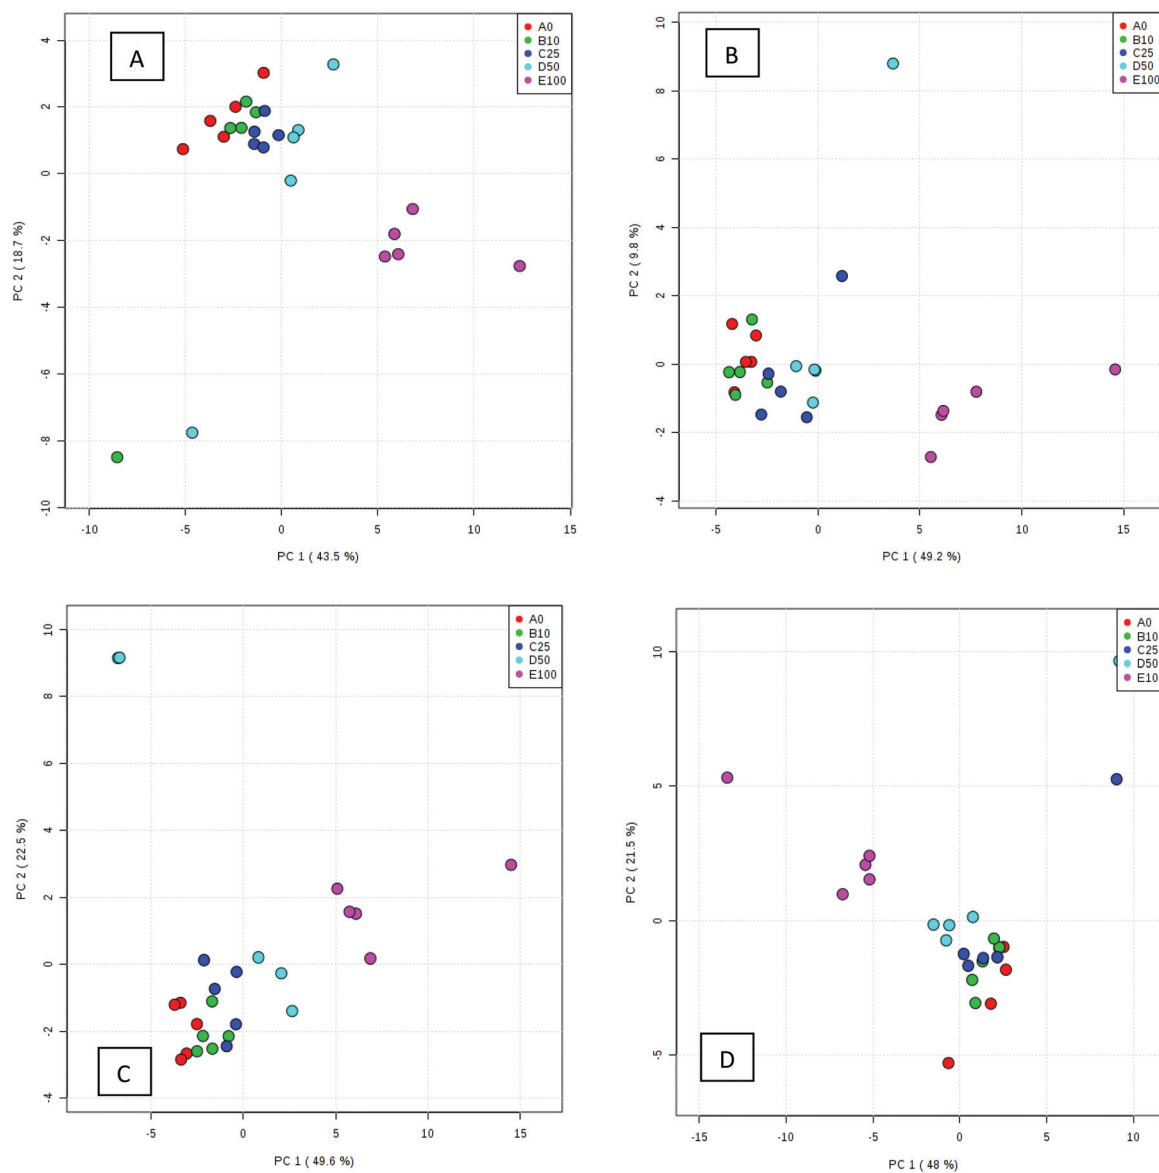 A
A0
B10
C25
D50
E100
4
2
0
-2
-4
-6
-8
-10
PC 2 ( 18.7 %)
-10 -5 0 5 10 15
PC 1 ( 43.5 %)
B
A0
B10
C25
D50
E100
10
8
6
4
2
0
-2
-4
PC 2 ( 9.8 %)
-5 0 5 10 15
PC 1 ( 49.2 %)
C
A0
B10
C25
D50
E100
10
8
6
4
2
0
-2
-4
PC 2 ( 22.5 %)
-5 0 5 10 15
PC 1 ( 49.6 %)
D
A0
B10
C25
D50
E10
10
5
0
-5
PC 2 ( 21.5 %)
-15 -10 -5 0 5 10
PC 1 ( 48 %)